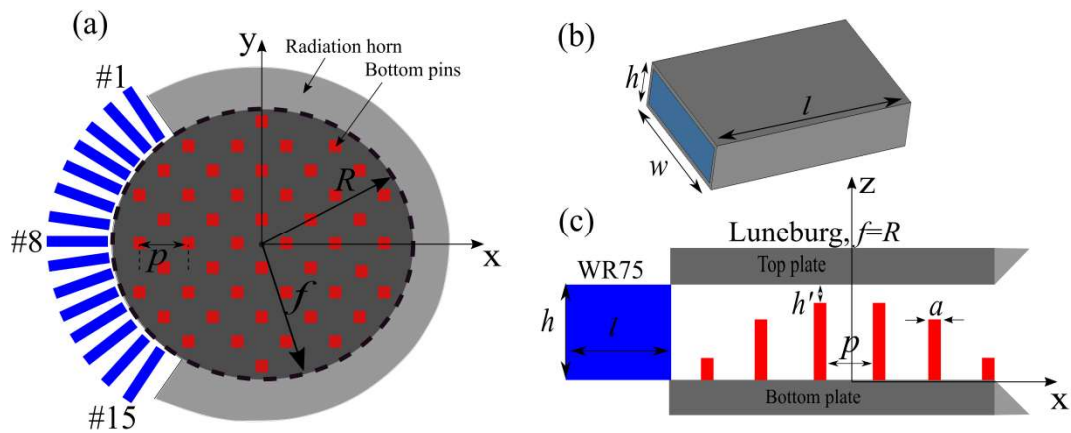 (a)
y
Radiation horn
Bottom pins
#1
R
#8
p
x
f
#15
(b)
h
l
w
(c)
z
Luneburg, f=R
WR75
Top plate
h
l
h′
a
p
Bottom plate
x